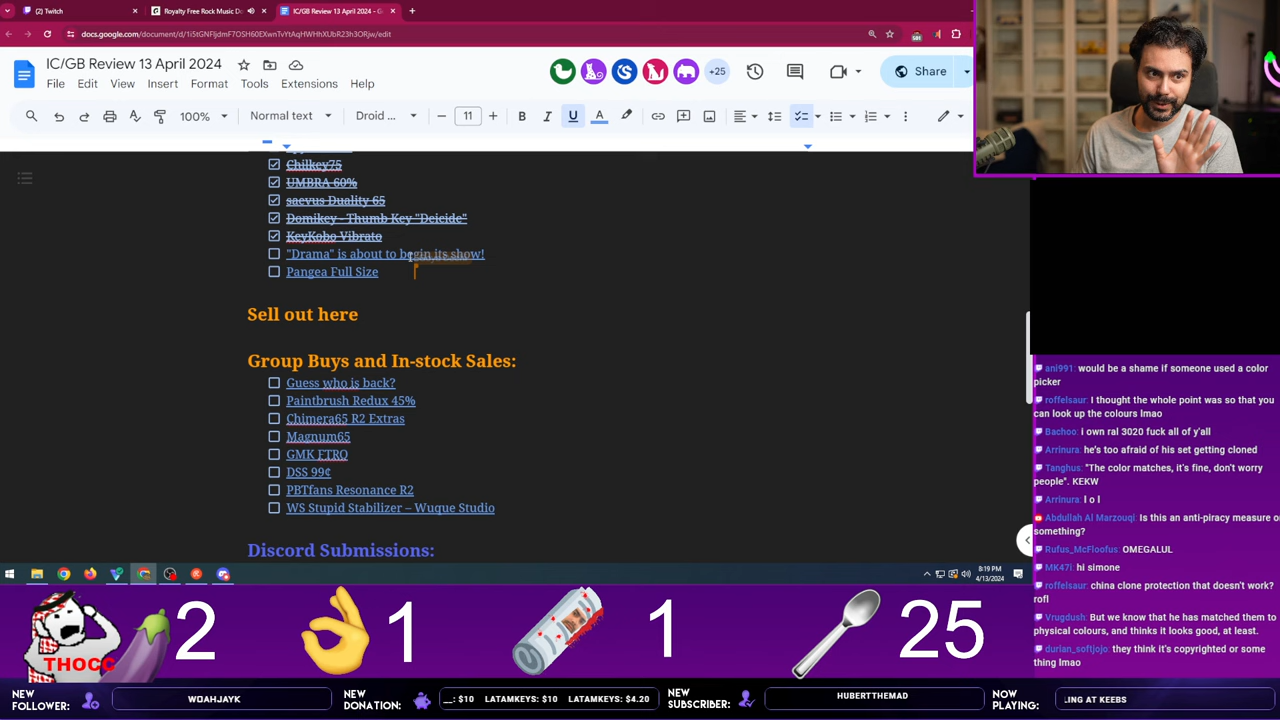 (2) Twitch
Royalty Free Rock Music D
IC/GB Review 13 April 2024 - G
docs.google.com/document/d/1i5tGNFljdmF7OSH60EXwnTvYtAqHWHhXUbR23h3ORjw/edit
IC/GB Review 13 April 2024
File Edit View Insert Format Tools Extensions Help
+25
Share
100% Normal text Droid ... 11
Chilkey75
UMBRA 60%
saevus Duality 65
Domikey - Thumb Key "Deicide"
KeyKobo Vibrato
"Drama" is about to begin its show!
Pangea Full Size
Sell out here
Group Buys and In-stock Sales:
Guess who is back?
Paintbrush Redux 45%
Chimera65 R2 Extras
Magnum65
GMK FTRQ
DSS 99¢
PBTfans Resonance R2
WS Stupid Stabilizer – Wuque Studio
Discord Submissions:
8:19 PM
4/13/2024
ani991: would be a shame if someone used a color
picker
roffelsaur: I thought the whole point was so that you
can look up the colours lmao
Bachoo: i own ral 3020 fuck all of y'all
Arrinura: he's too afraid of his set getting cloned
Tanghus: "The color matches, it's fine, don't worry
people". KEKW
Arrinura: l o l
Abdullah Al Marzouqi: Is this an anti-piracy measure or
something?
Rufus_McFloofus: OMEGALUL
MK47i: hi simone
roffelsaur: china clone protection that doesn't work?
rofl
Vrugdush: But we know that he has matched them to
physical colours, and thinks it looks good, at least.
durian_softjojo: they think it's copyrighted or some
thing lmao
THOCC
2
1
1
25
NEW
FOLLOWER:
WOAHJAYK
NEW
DONATION:
__: $10 LATAMKEYS: $10 LATAMKEYS: $4.20
NEW
SUBSCRIBER:
HUBERTTHEMAD
NOW
PLAYING:
LING AT KEEBS